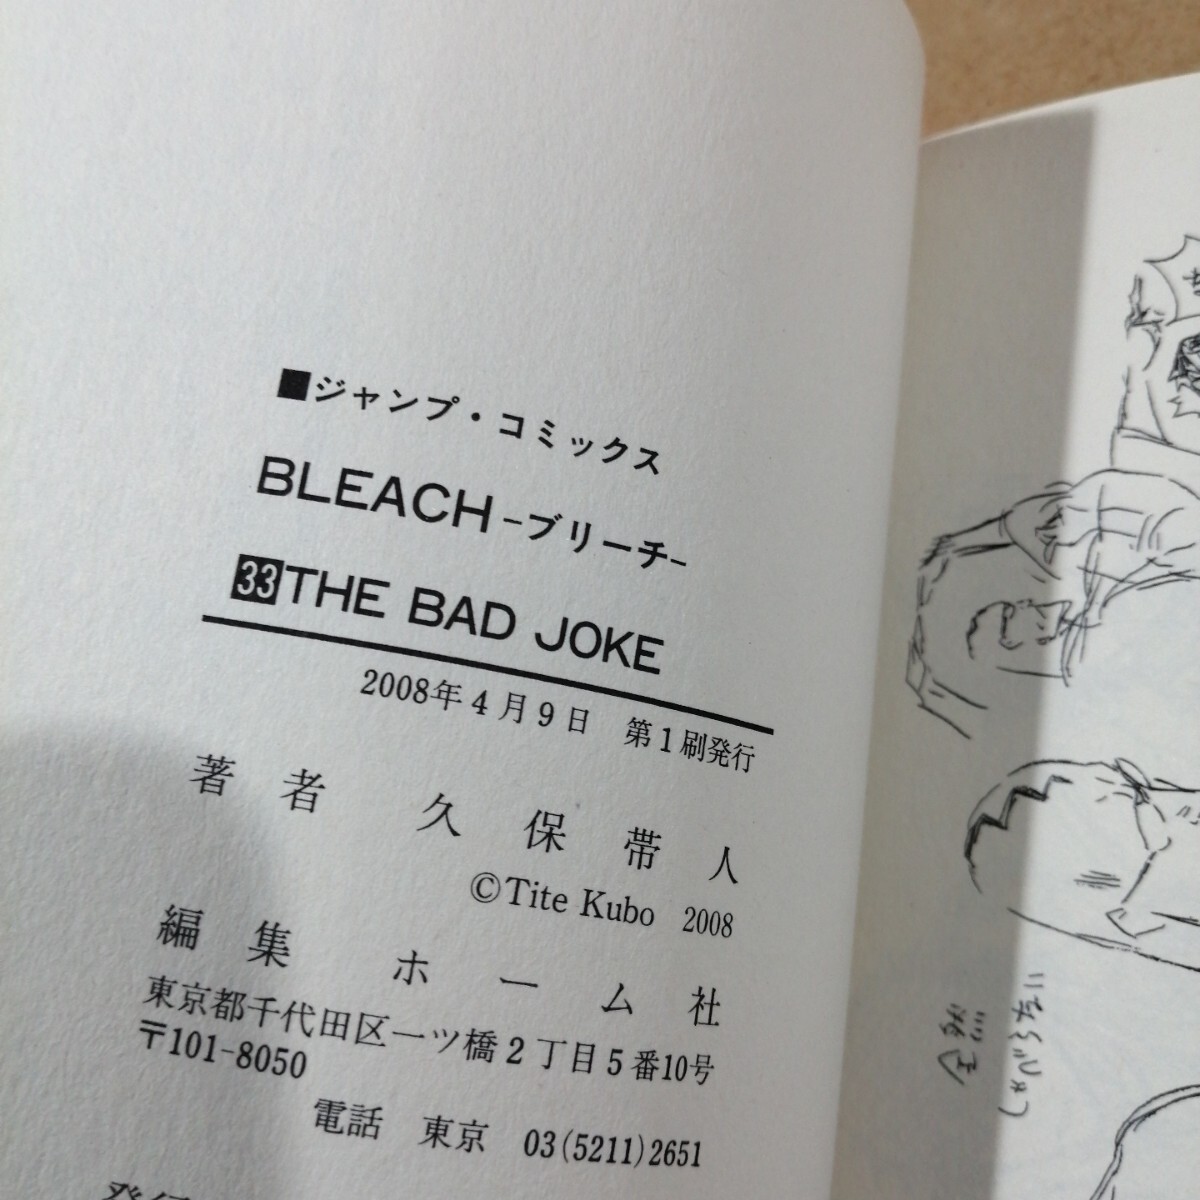 ■ジャンプ・コミックス
BLEACH-ブリーチ-
33 THE BAD JOKE
2008年4月9日 第1刷発行
著者 久保帯人
©Tite Kubo 2008
編集 ホーム社
東京都千代田区一ツ橋2丁目5番10号
〒101-8050
電話 東京 03(5211)2651